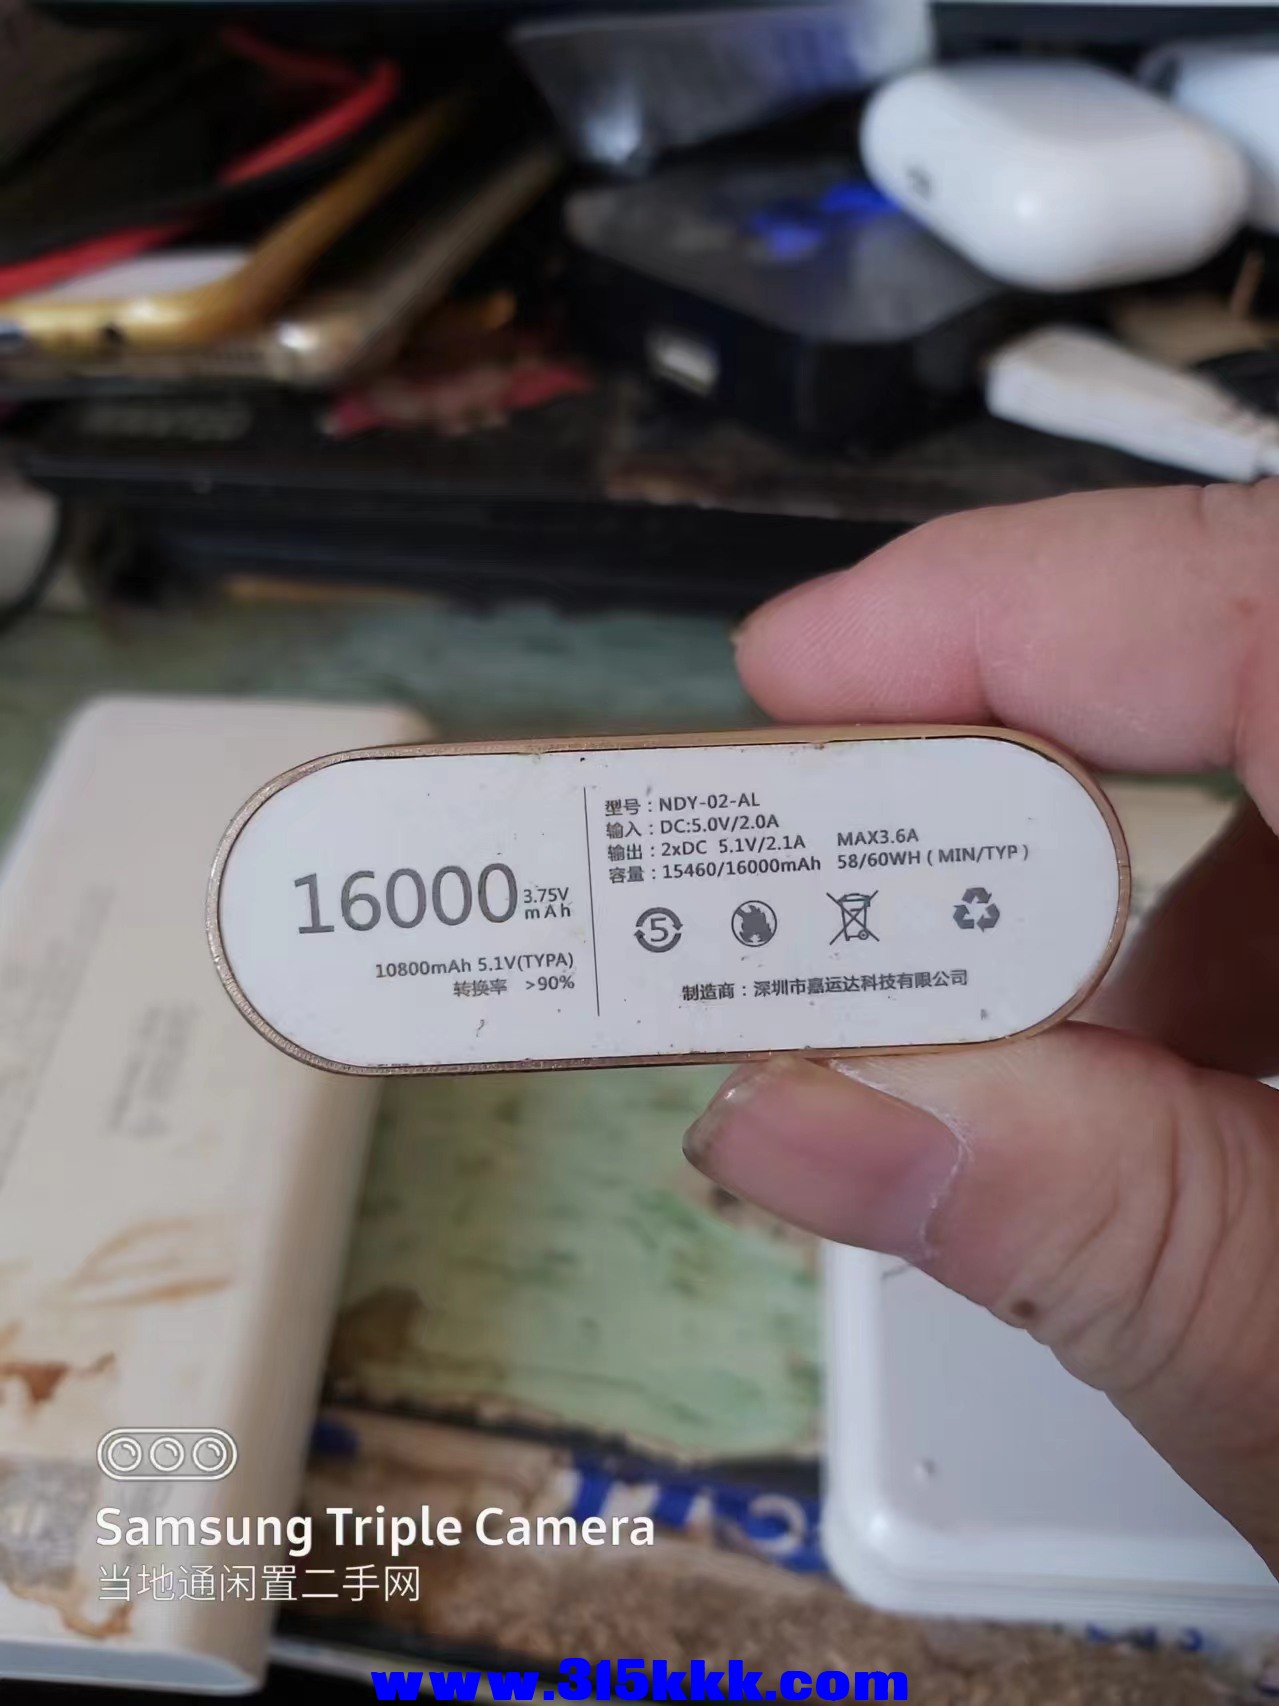 16000 3.75V
mAh
10800mAh 5.1V(TYPA)
转换率 >90%
型号：NDY-02-AL
输入：DC:5.0V/2.0A
输出：2xDC 5.1V/2.1A MAX3.6A
容量：15460/16000mAh 58/60WH ( MIN/TYP )
5
制造商：深圳市嘉运达科技有限公司
Samsung Triple Camera
当地通闲置二手网
www.315kkk.com